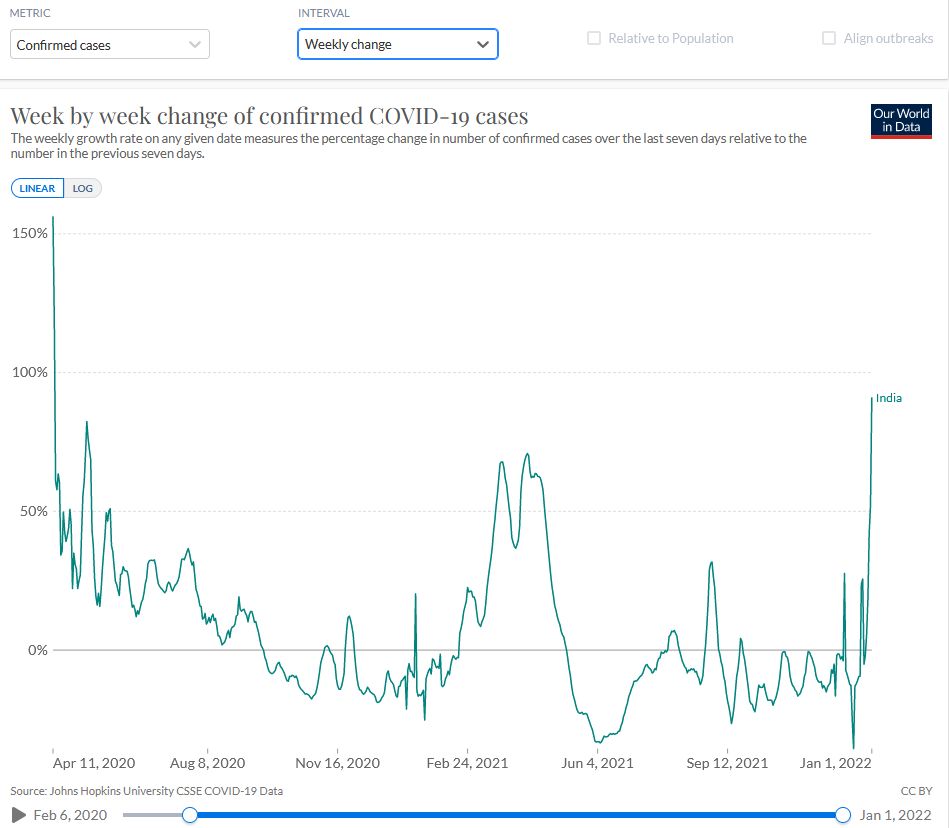 METRIC
INTERVAL
Confirmed cases
Weekly change
Relative to Population
Align outbreaks
Week by week change of confirmed COVID-19 cases
The weekly growth rate on any given date measures the percentage change in number of confirmed cases over the last seven days relative to the
number in the previous seven days.
Our World
in Data
LINEAR
LOG
150%
100%
India
50%
0%
Apr 11, 2020
Aug 8, 2020
Nov 16, 2020
Feb 24, 2021
Jun 4, 2021
Sep 12, 2021
Jan 1, 2022
Source: Johns Hopkins University CSSE COVID-19 Data
CC BY
Feb 6, 2020
Jan 1, 2022